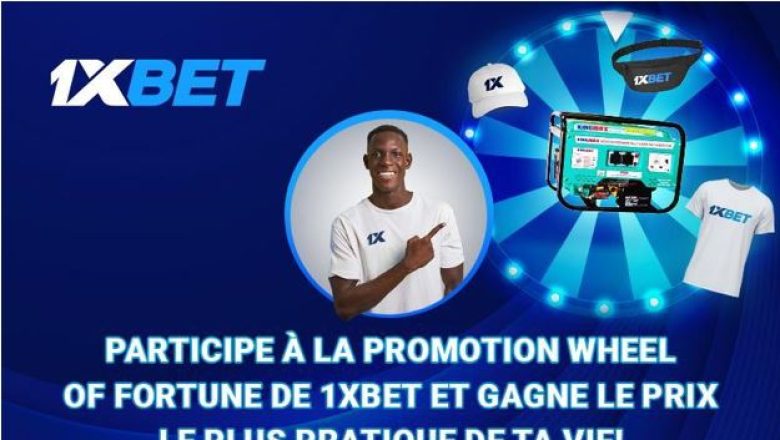 1XBET
1X
1XBET
1X
1XBET
PARTICIPE À LA PROMOTION WHEEL
OF FORTUNE DE 1XBET ET GAGNE LE PRIX
LE PLUS PRATIQUE DE TA VIE!